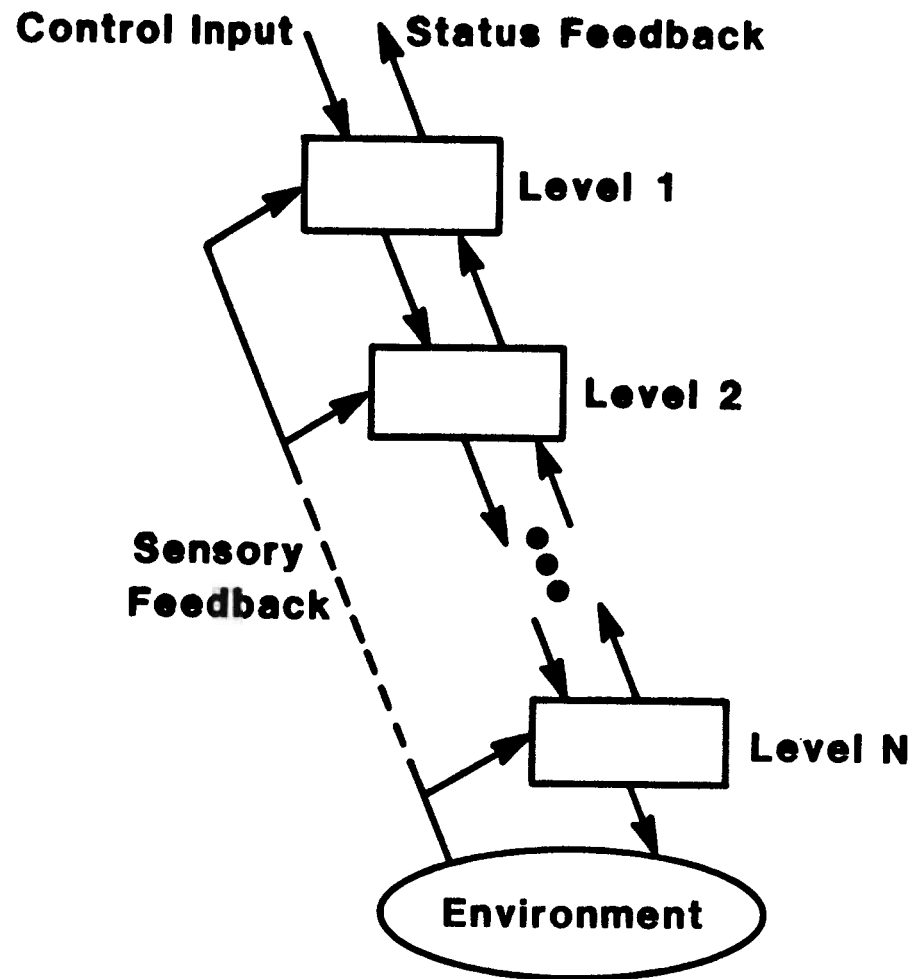 Control Input
Status Feedback
Level 1
Level 2
Sensory
Feedback
Level N
Environment